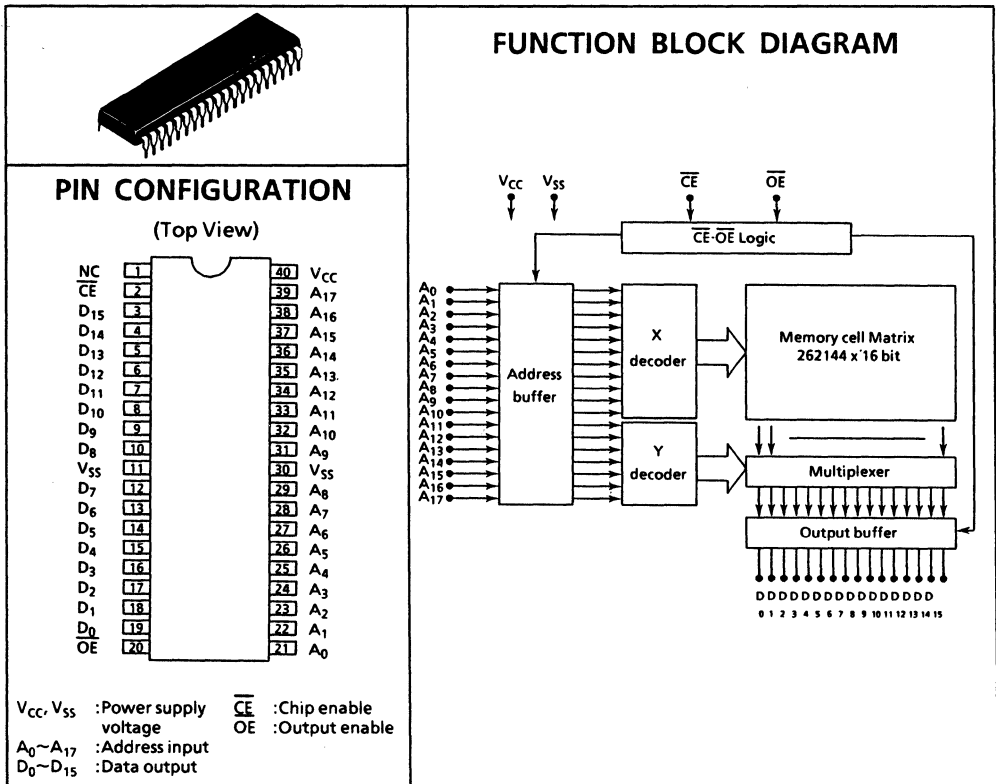 PIN CONFIGURATION
(Top View)
NC 1 40 VCC
CE 2 39 A17
D15 3 38 A16
D14 4 37 A15
D13 5 36 A14
D12 6 35 A13
D11 7 34 A12
D10 8 33 A11
D9 9 32 A10
D8 10 31 A9
VSS 11 30 VSS
D7 12 29 A8
D6 13 28 A7
D5 14 27 A6
D4 15 26 A5
D3 16 25 A4
D2 17 24 A3
D1 18 23 A2
D0 19 22 A1
OE 20 21 A0
VCC, VSS :Power supply
voltage
A0~A17 :Address input
D0~D15 :Data output
CE :Chip enable
OE :Output enable
FUNCTION BLOCK DIAGRAM
VCC VSS CE OE
CE·OE Logic
A0
A1
A2
A3
A4
A5
A6
A7
A8
A9
A10
A11
A12
A13
A14
A15
A16
A17
Address
buffer
X
decoder
Y
decoder
Memory cell Matrix
262144 x 16 bit
Multiplexer
Output buffer
D D D D D D D D D D D D D D D
0 1 2 3 4 5 6 7 8 9 10 11 12 13 14 15